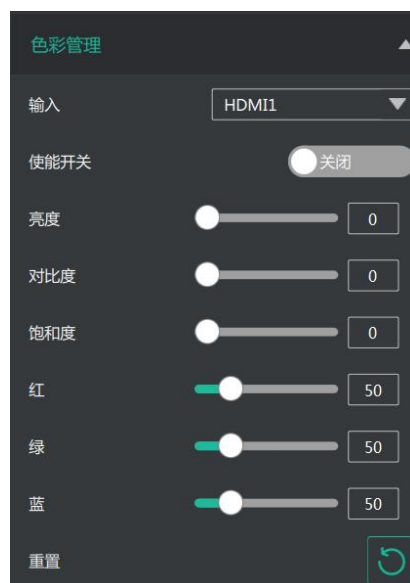 色彩管理
输入 HDMI1
使能开关 关闭
亮度 0
对比度 0
饱和度 0
红 50
绿 50
蓝 50
重置